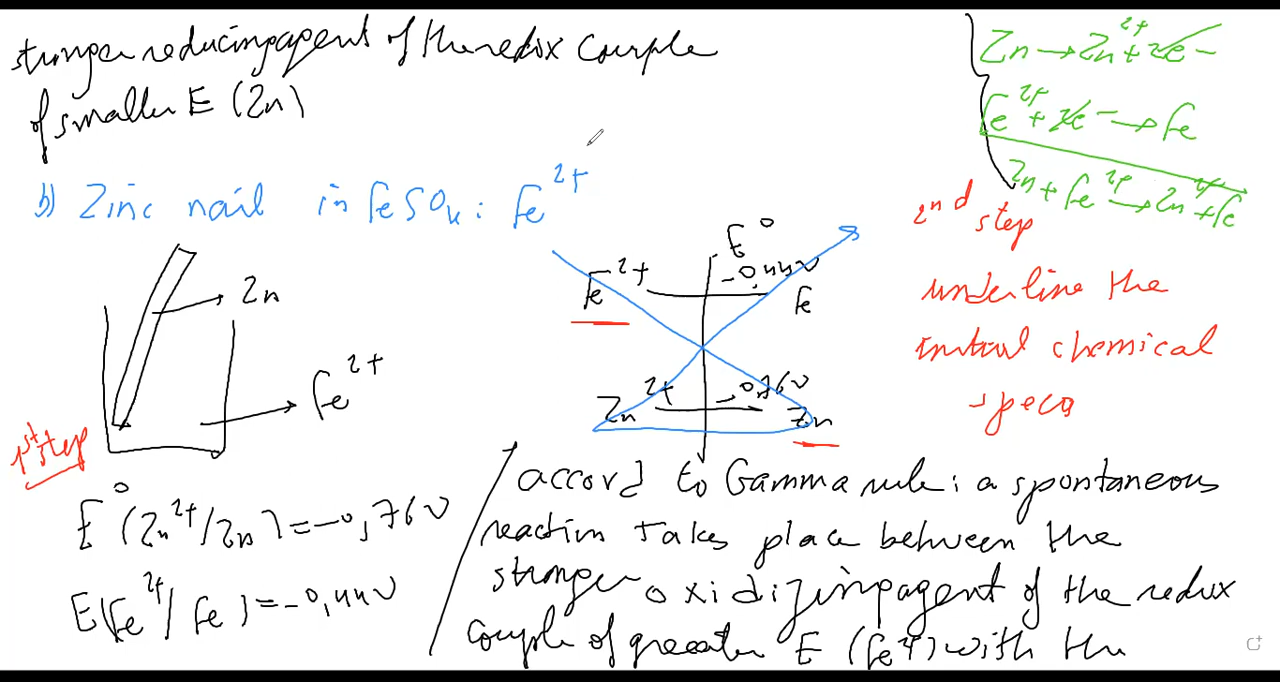 stronger reducing agent of the redox couple
of smaller E (Zn)
Zn → Zn²⁺ + 2e⁻
Fe²⁺ + 2e⁻ → Fe
Zn + Fe²⁺ → Zn²⁺ + Fe
b) Zinc nail in FeSO₄ : Fe²⁺
Zn
Fe²⁺
1st step
E° (Zn²⁺/Zn) = -0,76V
E(Fe²⁺/Fe) = -0,44V
E°
-0,44V
Fe²⁺ Fe
-0,76V
Zn²⁺ Zn
2nd step
underline the
initial chemical
speca
accord to Gamma rule : a spontaneous
reaction takes place between the
stronger oxidizing agent of the redox
couple of greater E (Fe²⁺) with the